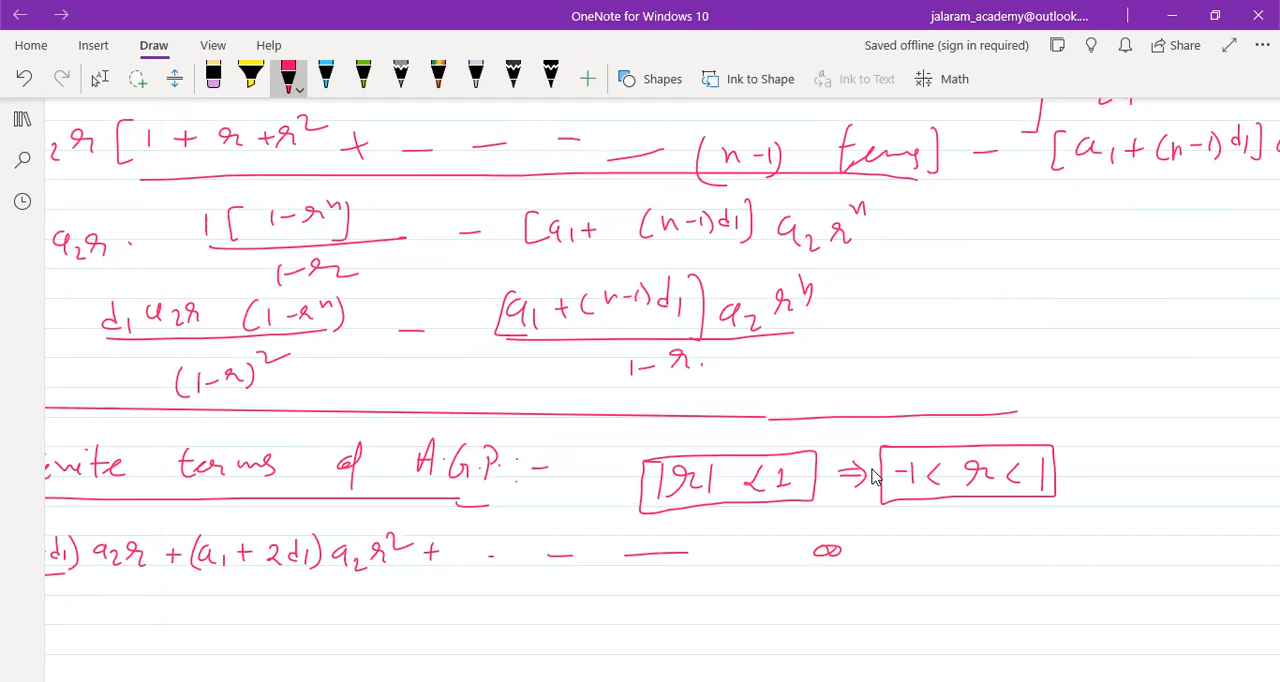 OneNote for Windows 10
jalaram_academy@outlook....
Home Insert Draw View Help
Saved offline (sign in required) Share
Shapes Ink to Shape Ink to Text Math
2r [1 + r + r² + — — — — (n-1) terms] — [a₁ + (n-1)d₁]
a₂r · 1[1-rⁿ] / 1-r — [a₁ + (n-1)d₁] a₂rⁿ
d₁a₂r (1-rⁿ) / (1-r)² — [a₁ + (n-1)d₁] a₂rⁿ / 1-r.
inite terms of A.G.P. :- |r| < 1 ⇒ -1 < r < 1
d₁) a₂r + (a₁ + 2d₁) a₂r² + . — — ∞